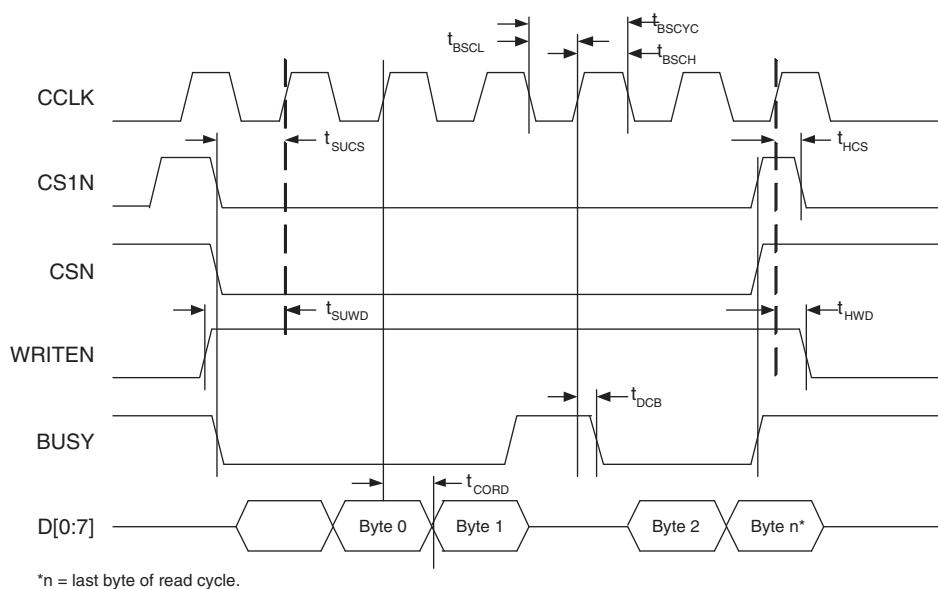 tBSCYC
tBSCL
tBSCH
CCLK
tSUCS
tHCS
CS1N
CSN
tSUWD
tHWD
WRITEN
tDCB
BUSY
tCORD
D[0:7]
Byte 0
Byte 1
Byte 2
Byte n*
*n = last byte of read cycle.